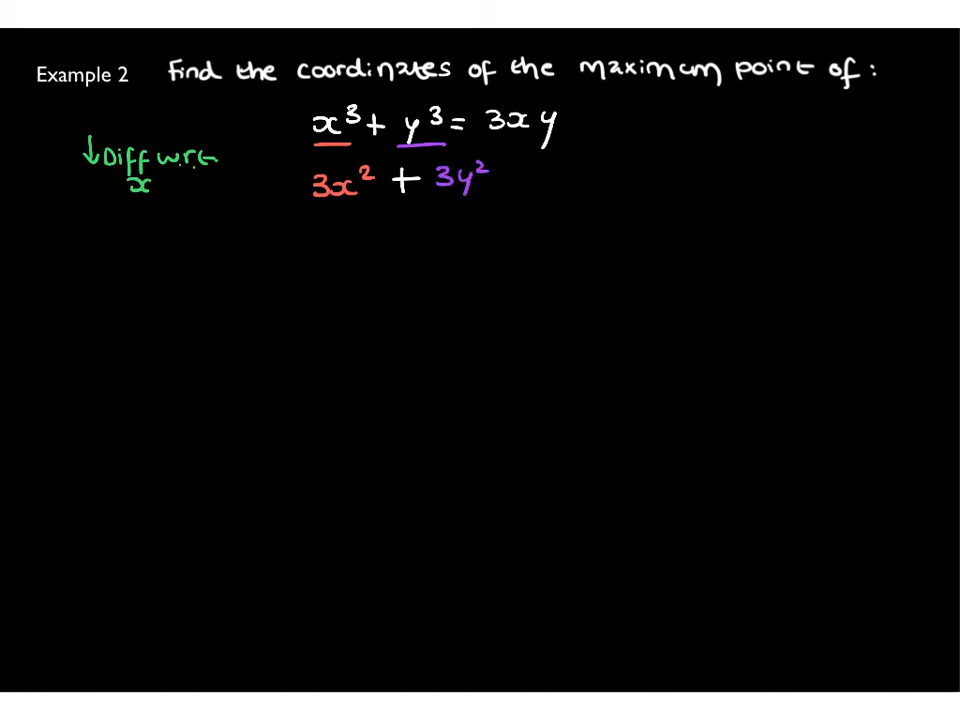 Example 2 Find the coordinates of the maximum point of:
x³ + y³ = 3xy
↓Diff w.r.t
x
3x² + 3y²